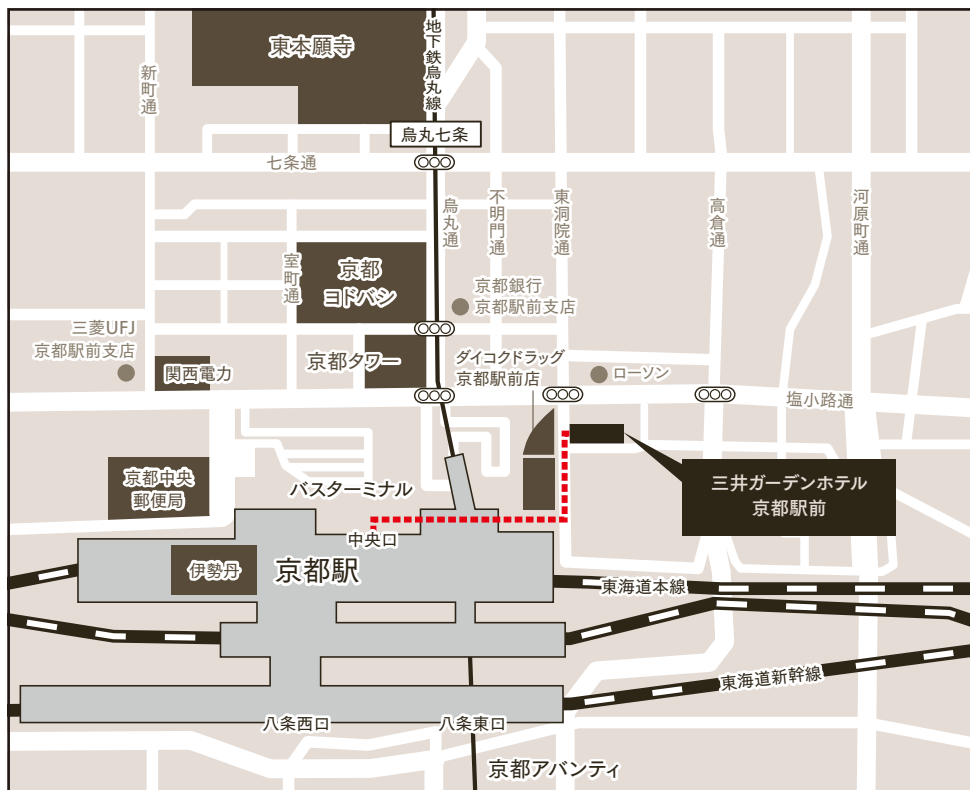 東本願寺
地下鉄烏丸線
新町通
烏丸七条
七条通
烏丸通
不明門通
東洞院通
高倉通
河原町通
室町通
京都
ヨドバシ
京都銀行
京都駅前支店
三菱UFJ
京都駅前支店
関西電力
京都タワー
ダイコクドラッグ
京都駅前店
ローソン
塩小路通
京都中央
郵便局
バスターミナル
三井ガーデンホテル
京都駅前
中央口
伊勢丹
京都駅
東海道本線
東海道新幹線
八条西口
八条東口
京都アバンティ